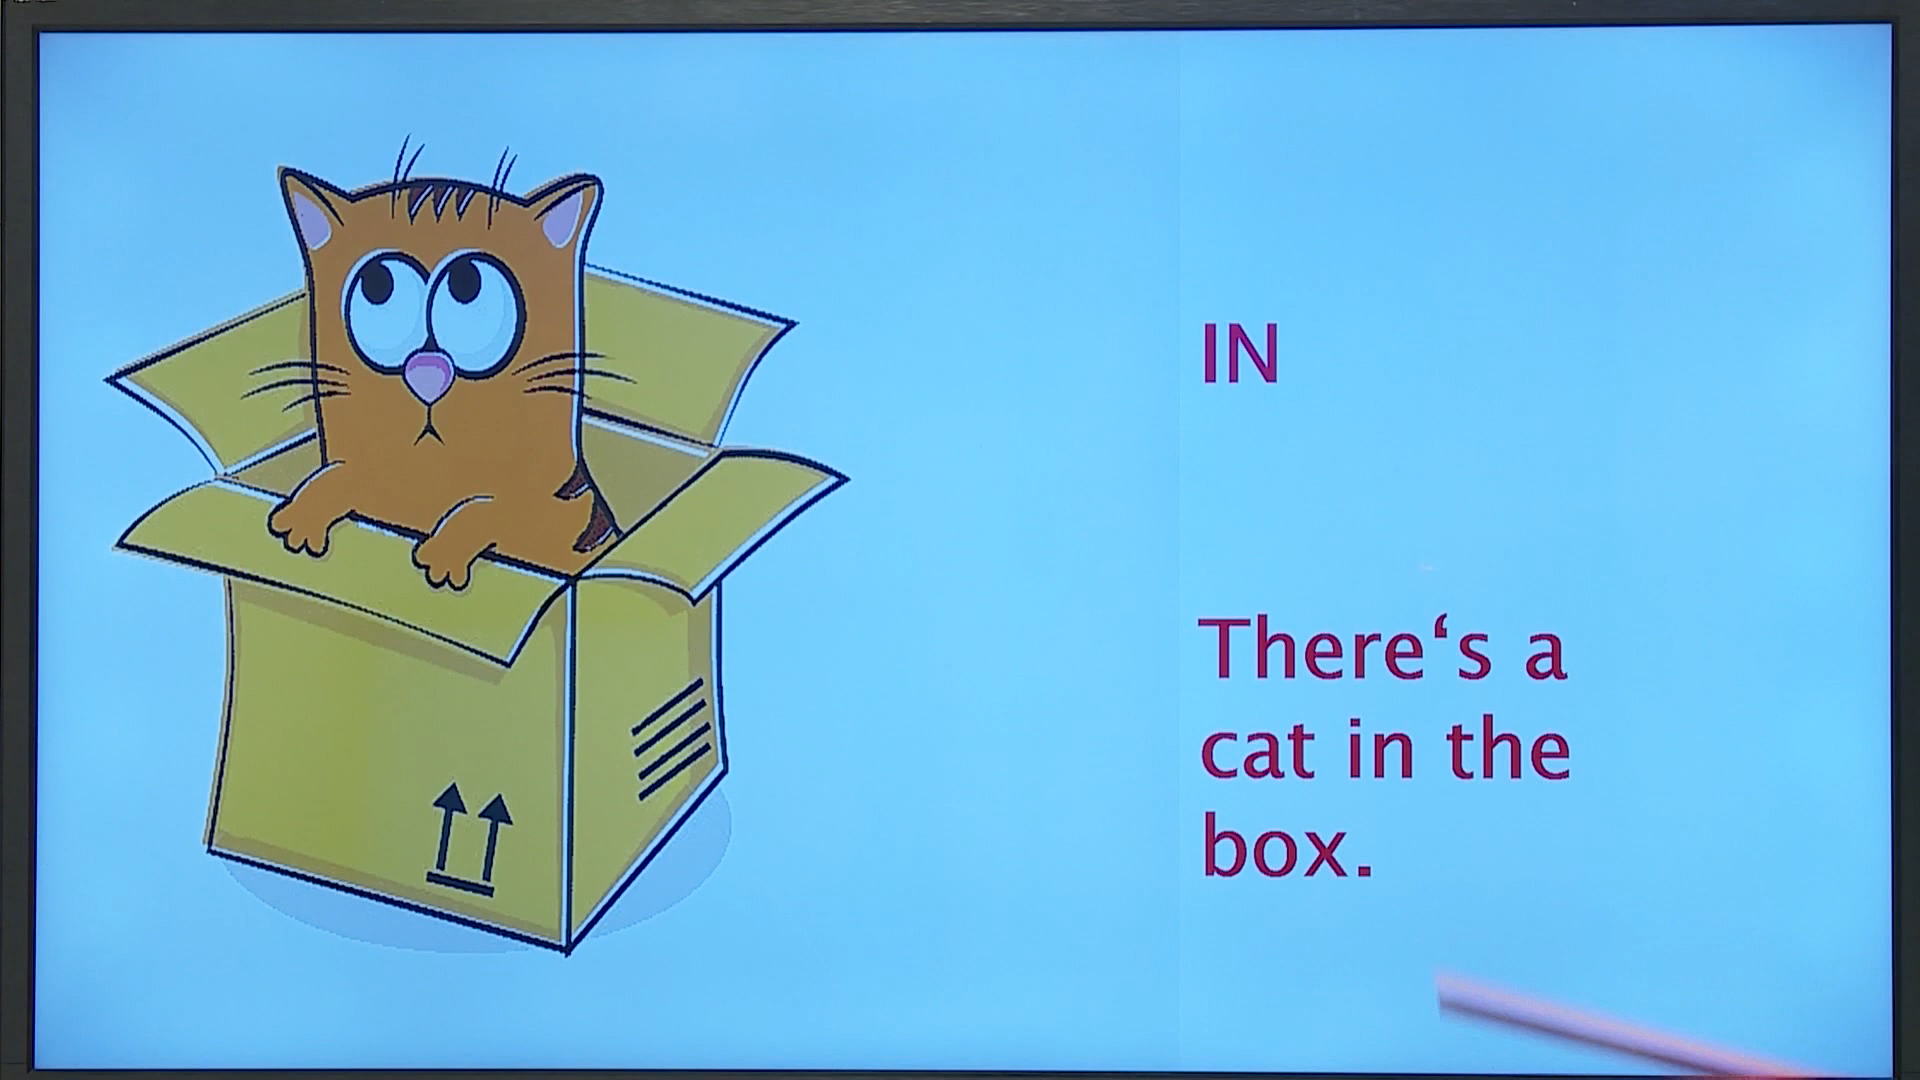 IN
There‘s a
cat in the
box.